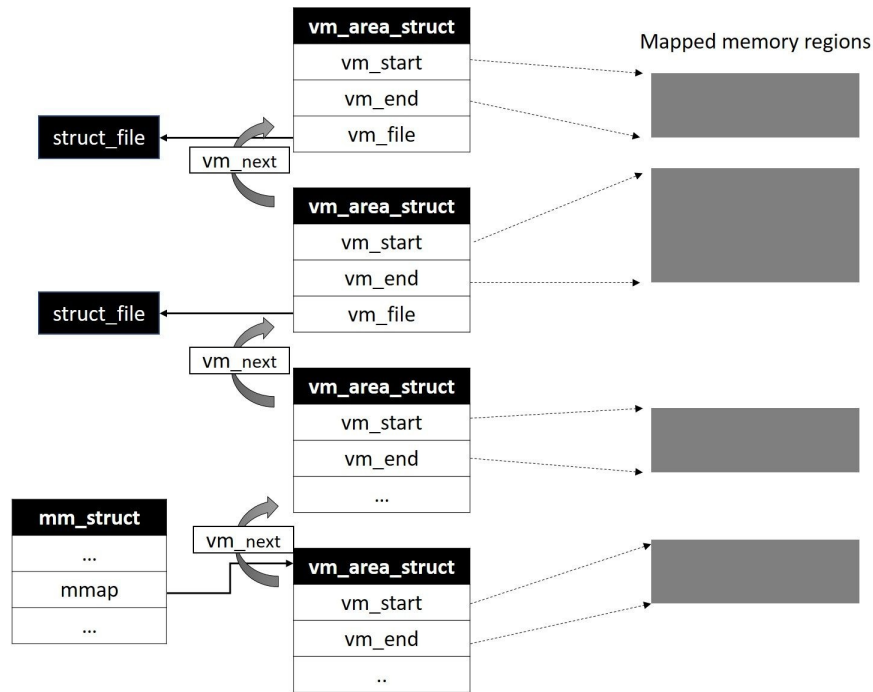 vm_area_struct
vm_start
vm_end
vm_file
Mapped memory regions
struct_file
vm_next
vm_area_struct
vm_start
vm_end
vm_file
struct_file
vm_next
vm_area_struct
vm_start
vm_end
...
mm_struct
...
mmap
...
vm_next
vm_area_struct
vm_start
vm_end
..